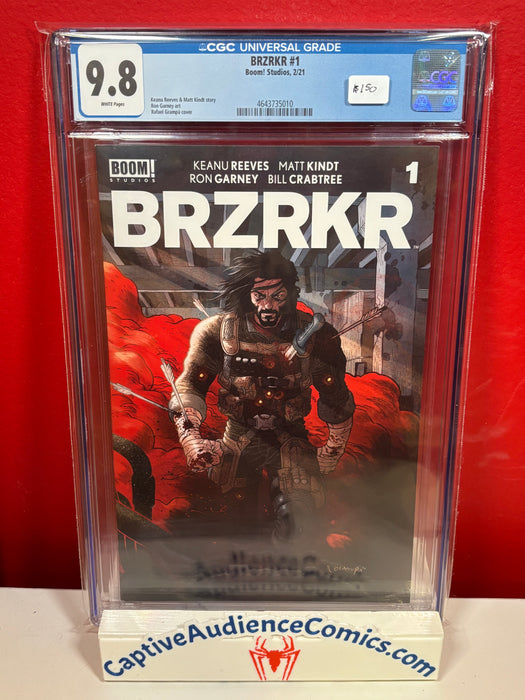 CGC UNIVERSAL GRADE
9.8
WHITE Pages
BRZRKR #1
Boom! Studios, 2/21
Keanu Reeves & Matt Kindt story
Ron Garney art
Rafael Grampá cover
4643735010
$150
BOOM!
STUDIOS
KEANU REEVES MATT KINDT
RON GARNEY BILL CRABTREE
1
BRZRKR
TM
CaptiveAudienceComics.com